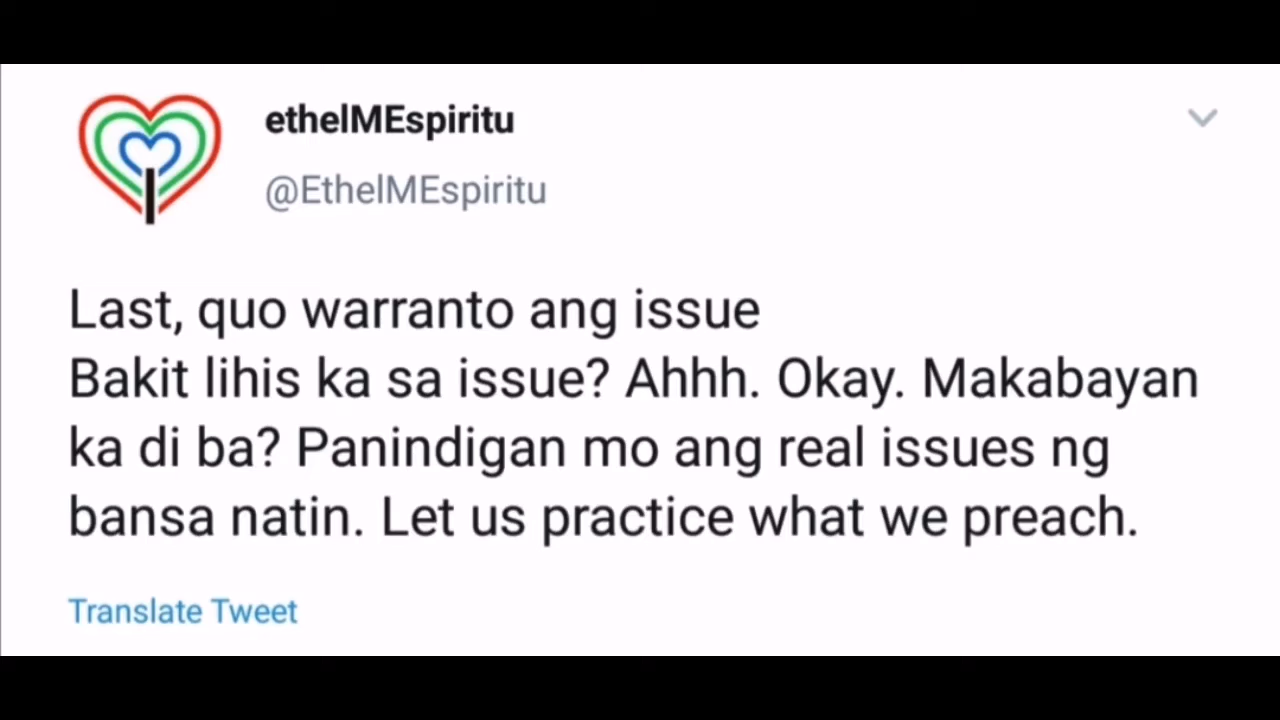 ethelMEspiritu
@EthelMEspiritu
Last, quo warranto ang issue
Bakit lihis ka sa issue? Ahhh. Okay. Makabayan
ka di ba? Panindigan mo ang real issues ng
bansa natin. Let us practice what we preach.
Translate Tweet